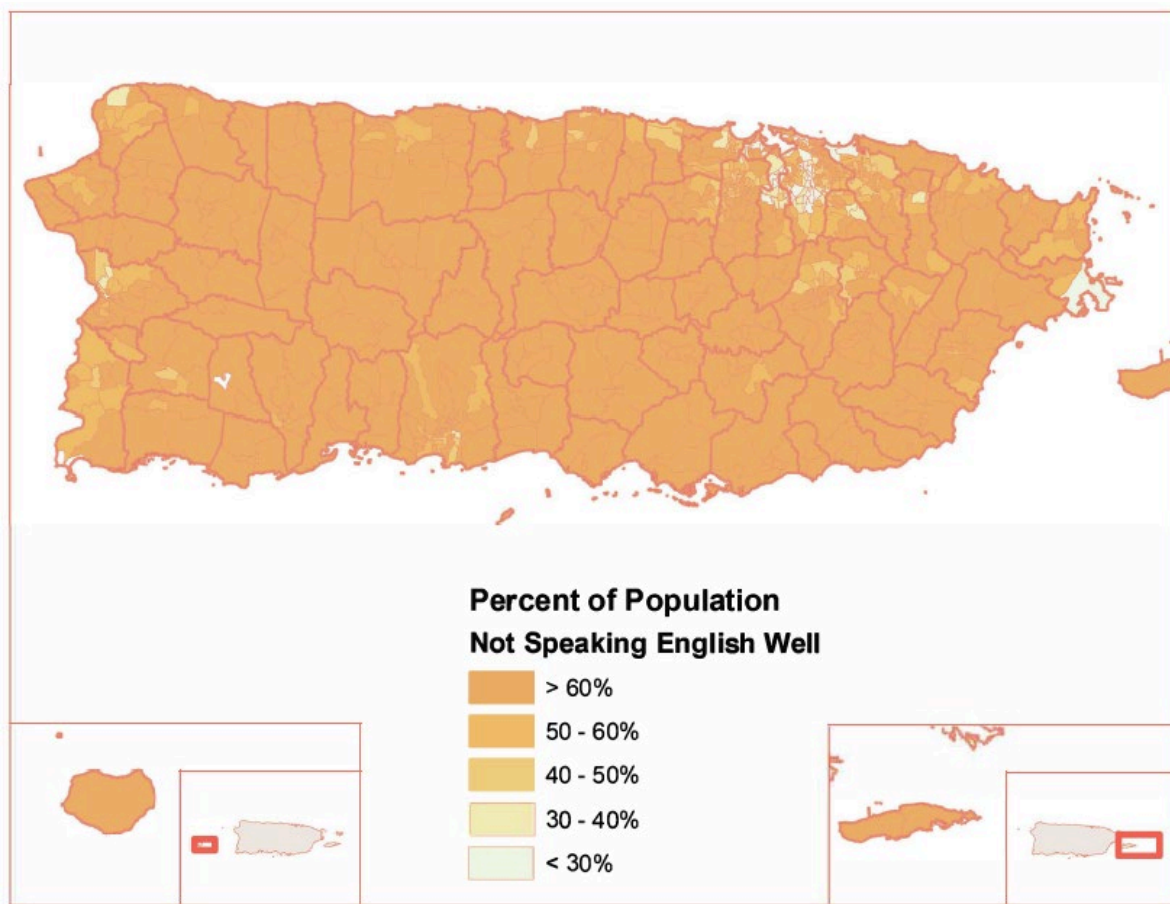 Percent of Population
Not Speaking English Well
> 60%
50 - 60%
40 - 50%
30 - 40%
< 30%